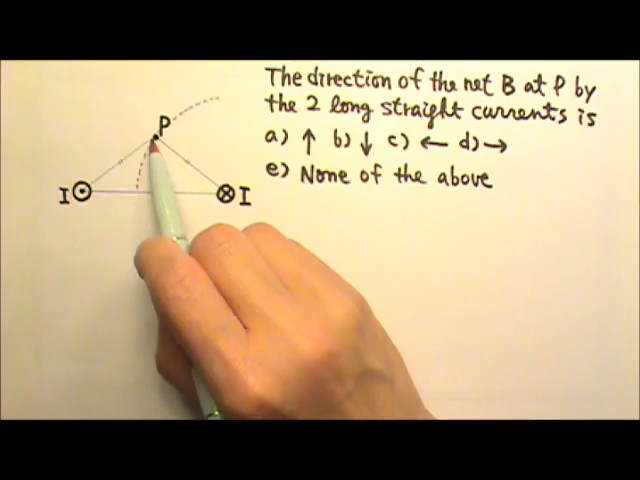 The direction of the net B at P by
the 2 long straight currents is
a) ↑ b) ↓ c) ← d) →
e) None of the above
P
I
I